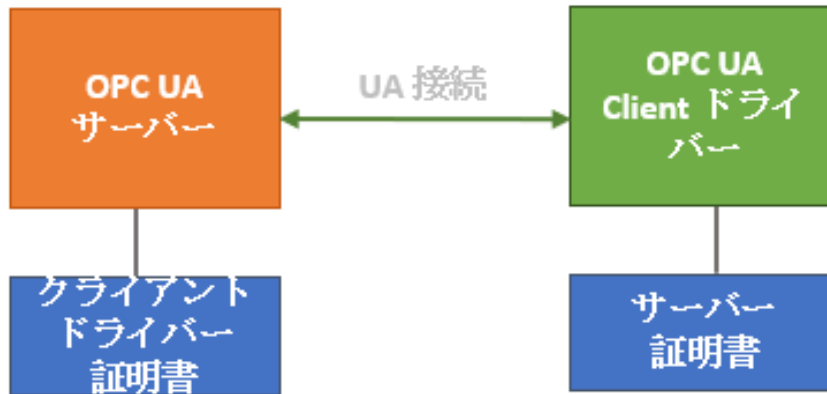 OPC UA
サーバー
UA 接続
OPC UA
Client ドライ
バー
クライアント
ドライバー
証明書
サーバー
証明書